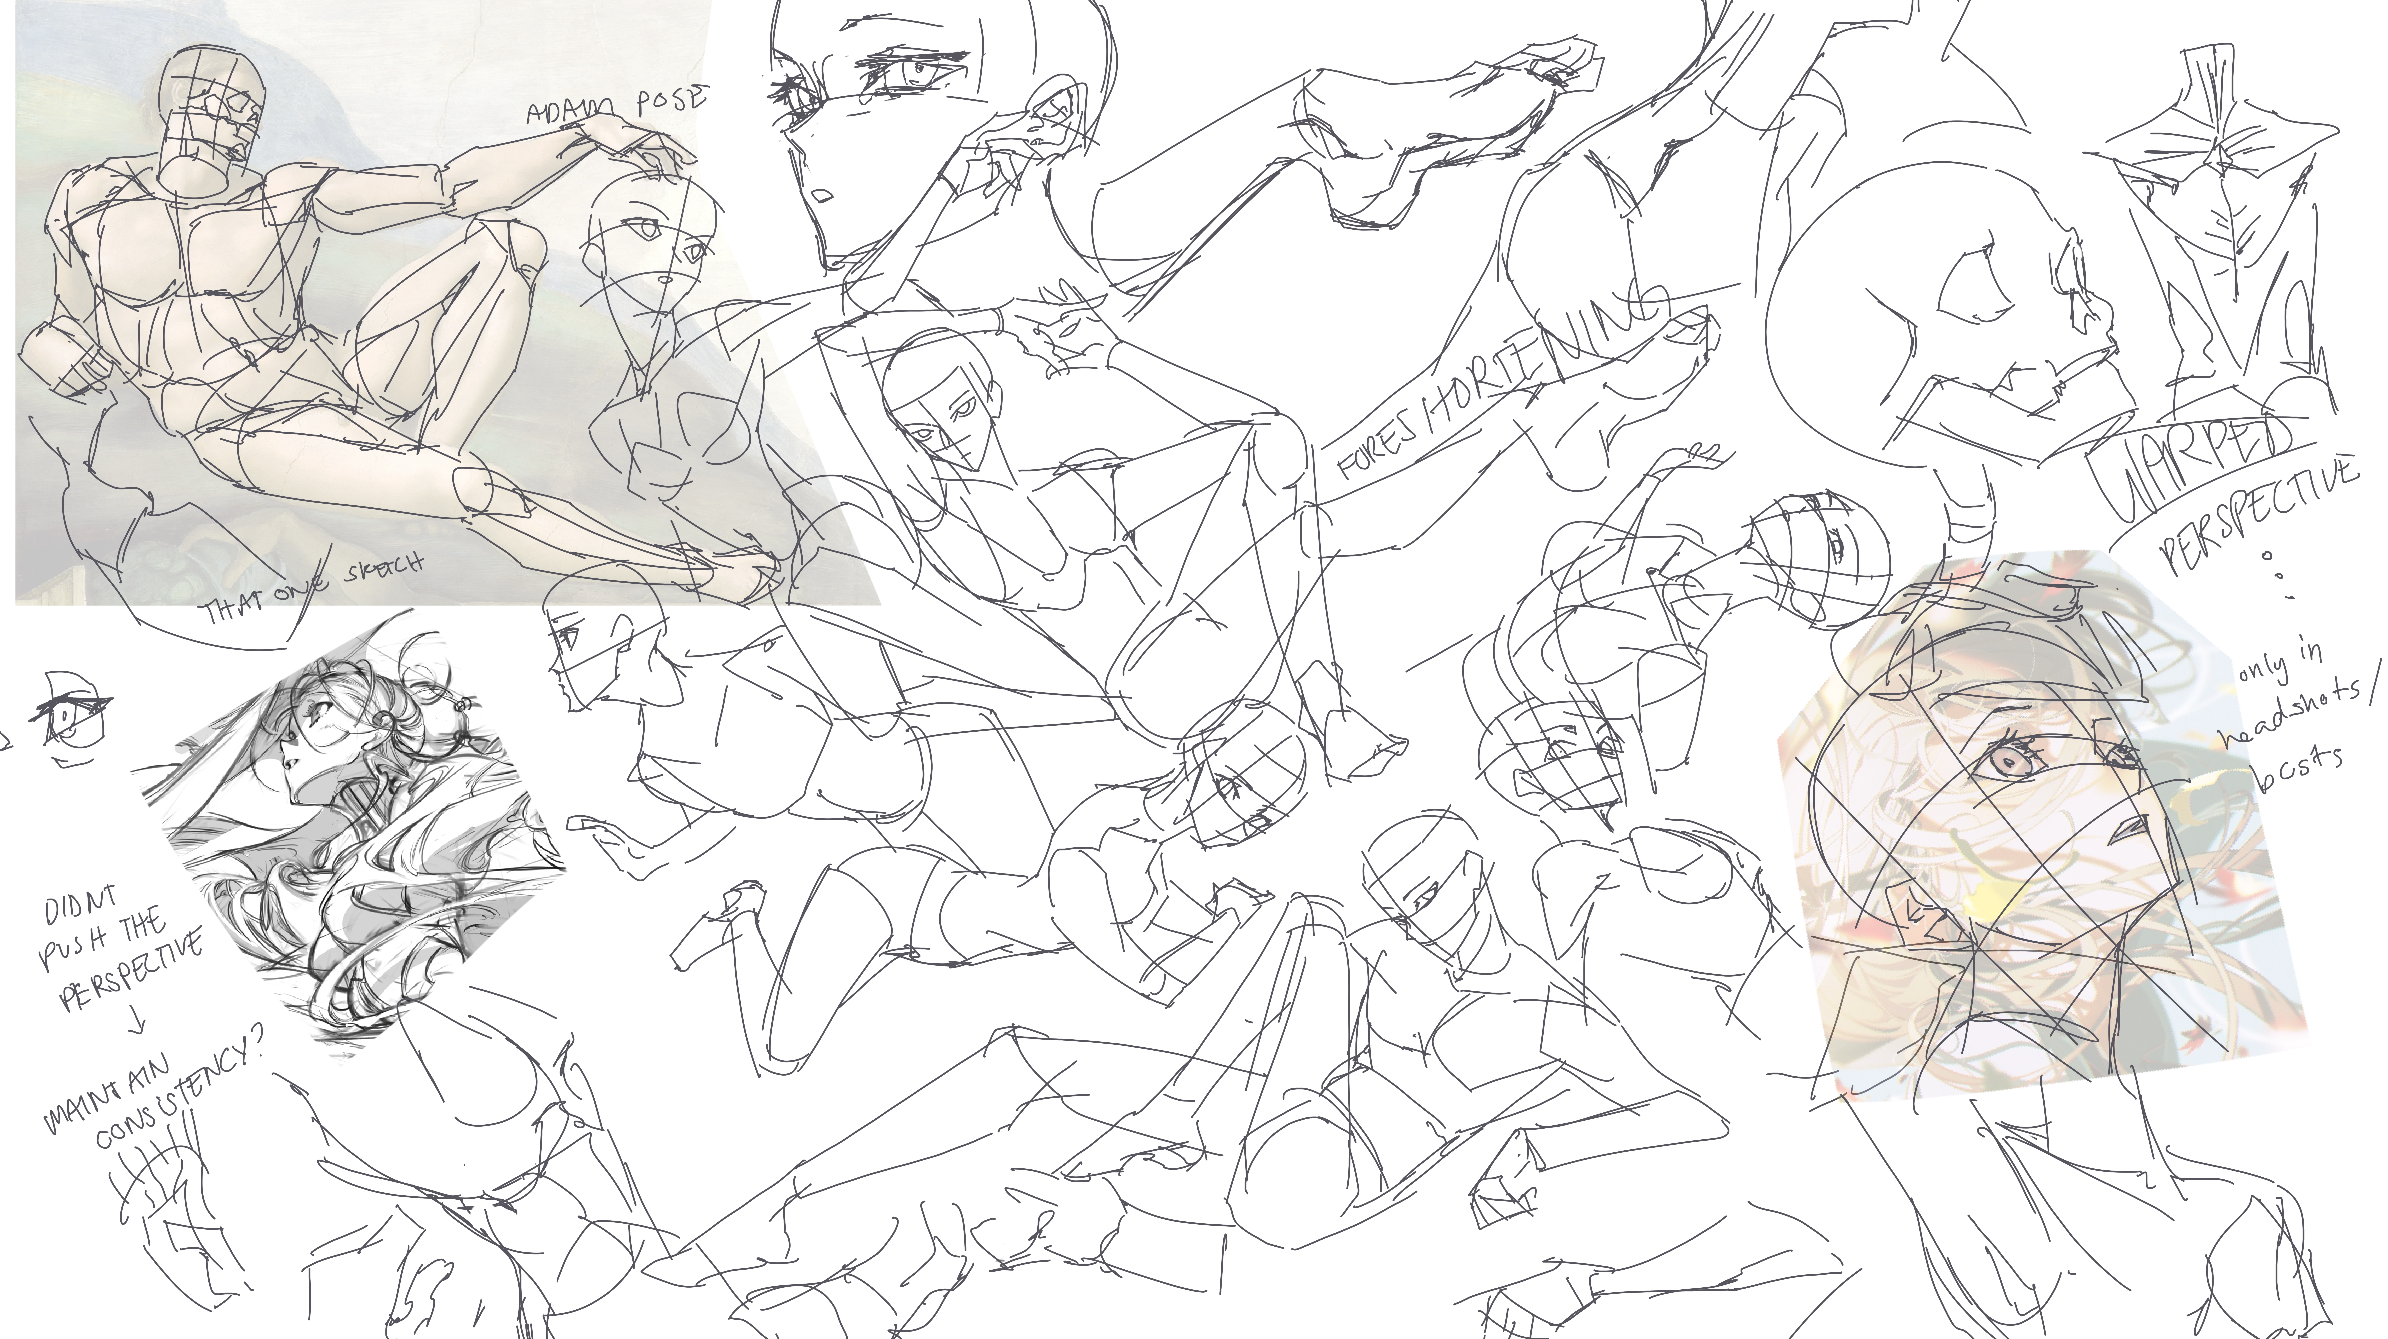 ADAM POSE
FORESHORTENING
WARPED
PERSPECTIVE
only in
headshots/
busts
THAT ONE SKETCH
DIDNT
PUSH THE
PERSPECTIVE
MAINTAIN
CONSISTENCY?